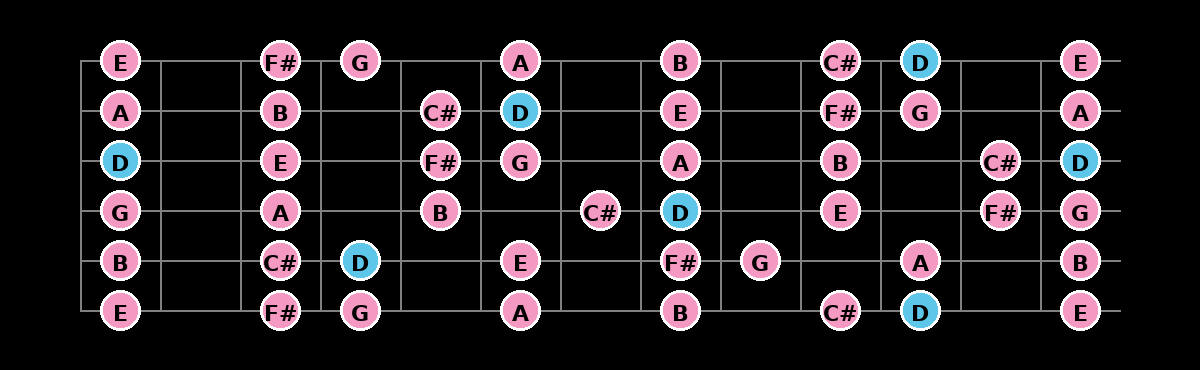 E F# G A B C# D E
A B C# D E F# G A
D E F# G A B C# D
G A B C# D E F# G
B C# D E F# G A B
E F# G A B C# D E